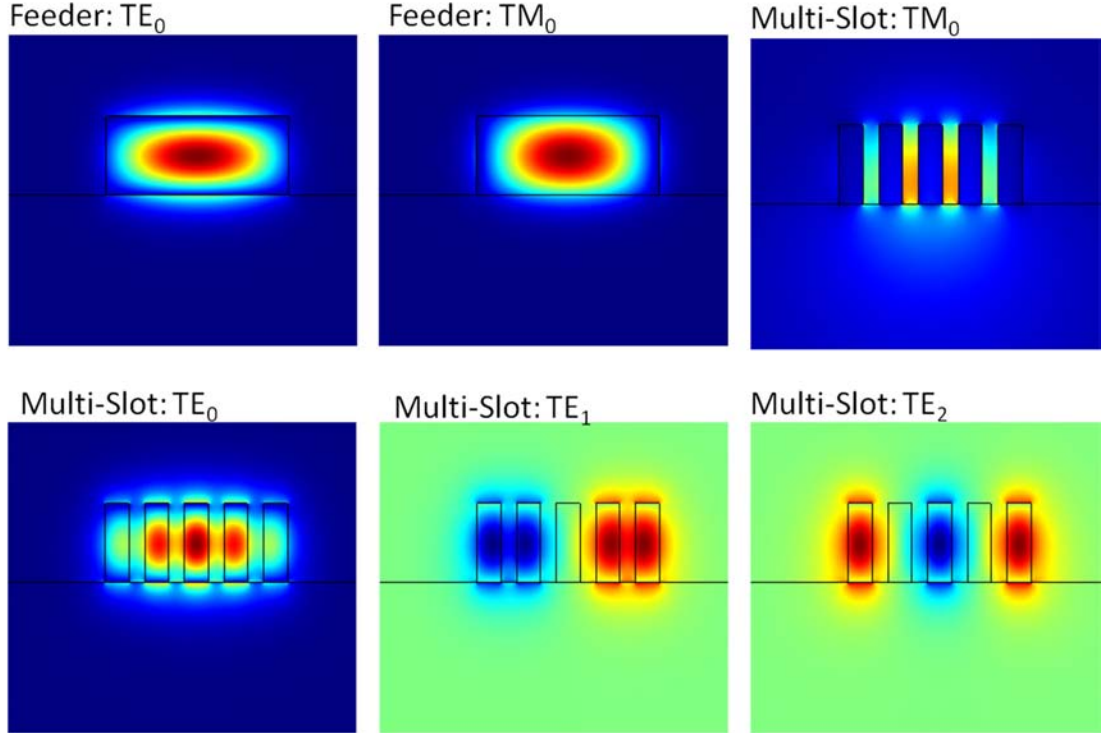 Feeder: TE₀
Feeder: TM₀
Multi-Slot: TM₀
Multi-Slot: TE₀
Multi-Slot: TE₁
Multi-Slot: TE₂